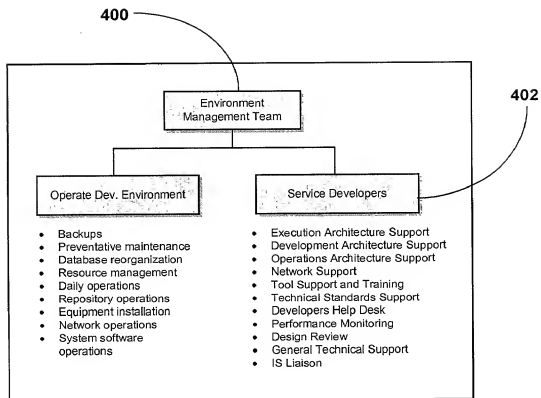 400
402
Environment
Management Team
Operate Dev. Environment
Service Developers
• Backups
• Preventative maintenance
• Database reorganization
• Resource management
• Daily operations
• Repository operations
• Equipment installation
• Network operations
• System software
operations
• Execution Architecture Support
• Development Architecture Support
• Operations Architecture Support
• Network Support
• Tool Support and Training
• Technical Standards Support
• Developers Help Desk
• Performance Monitoring
• Design Review
• General Technical Support
• IS Liaison